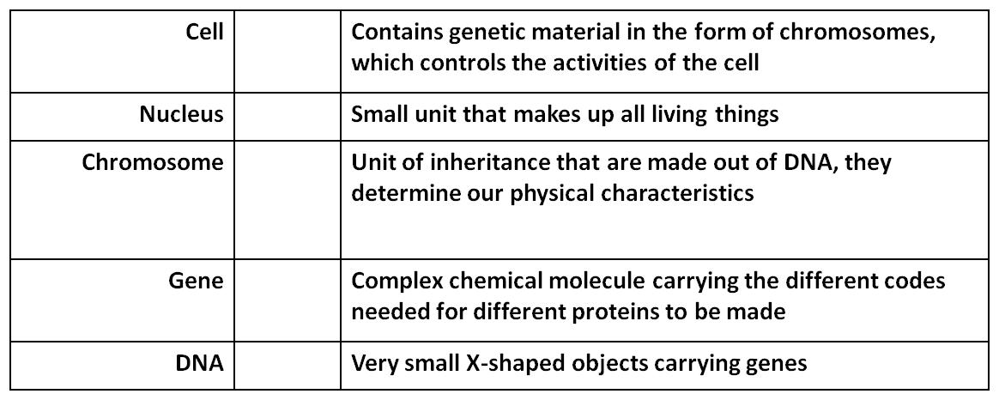 Cell
Contains genetic material in the form of chromosomes,
which controls the activities of the cell
Nucleus
Small unit that makes up all living things
Chromosome
Unit of inheritance that are made out of DNA, they
determine our physical characteristics
Gene
Complex chemical molecule carrying the different codes
needed for different proteins to be made
DNA
Very small X-shaped objects carrying genes